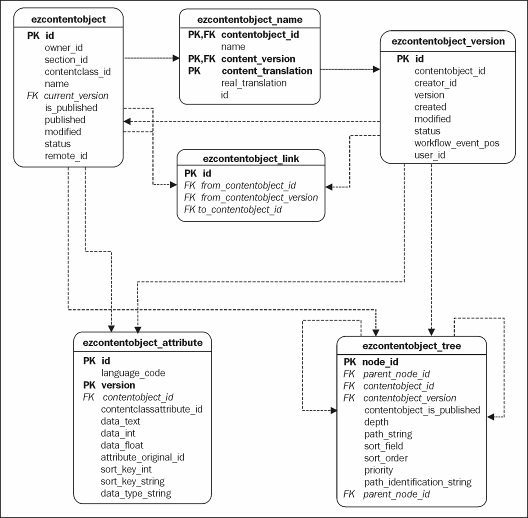 ezcontentobject
PK id
owner_id
section_id
contentclass_id
name
FK current_version
is_published
published
modified
status
remote_id
ezcontentobject_name
PK,FK contentobject_id
name
PK,FK content_version
PK content_translation
real_translation
id
ezcontentobject_version
PK id
contentobject_id
creator_id
version
created
modified
status
workflow_event_pos
user_id
ezcontentobject_link
PK id
FK from_contentobject_id
FK from_contentobject_version
FK to_contentobject_id
ezcontentobject_attribute
PK id
language_code
PK version
FK contentobject_id
contentclassattribute_id
data_text
data_int
data_float
attribute_original_id
sort_key_int
sort_key_string
data_type_string
ezcontentobject_tree
PK node_id
FK parent_node_id
FK contentobject_id
FK contentobject_version
contentobject_is_published
depth
path_string
sort_field
sort_order
priority
path_identification_string
FK parent_node_id